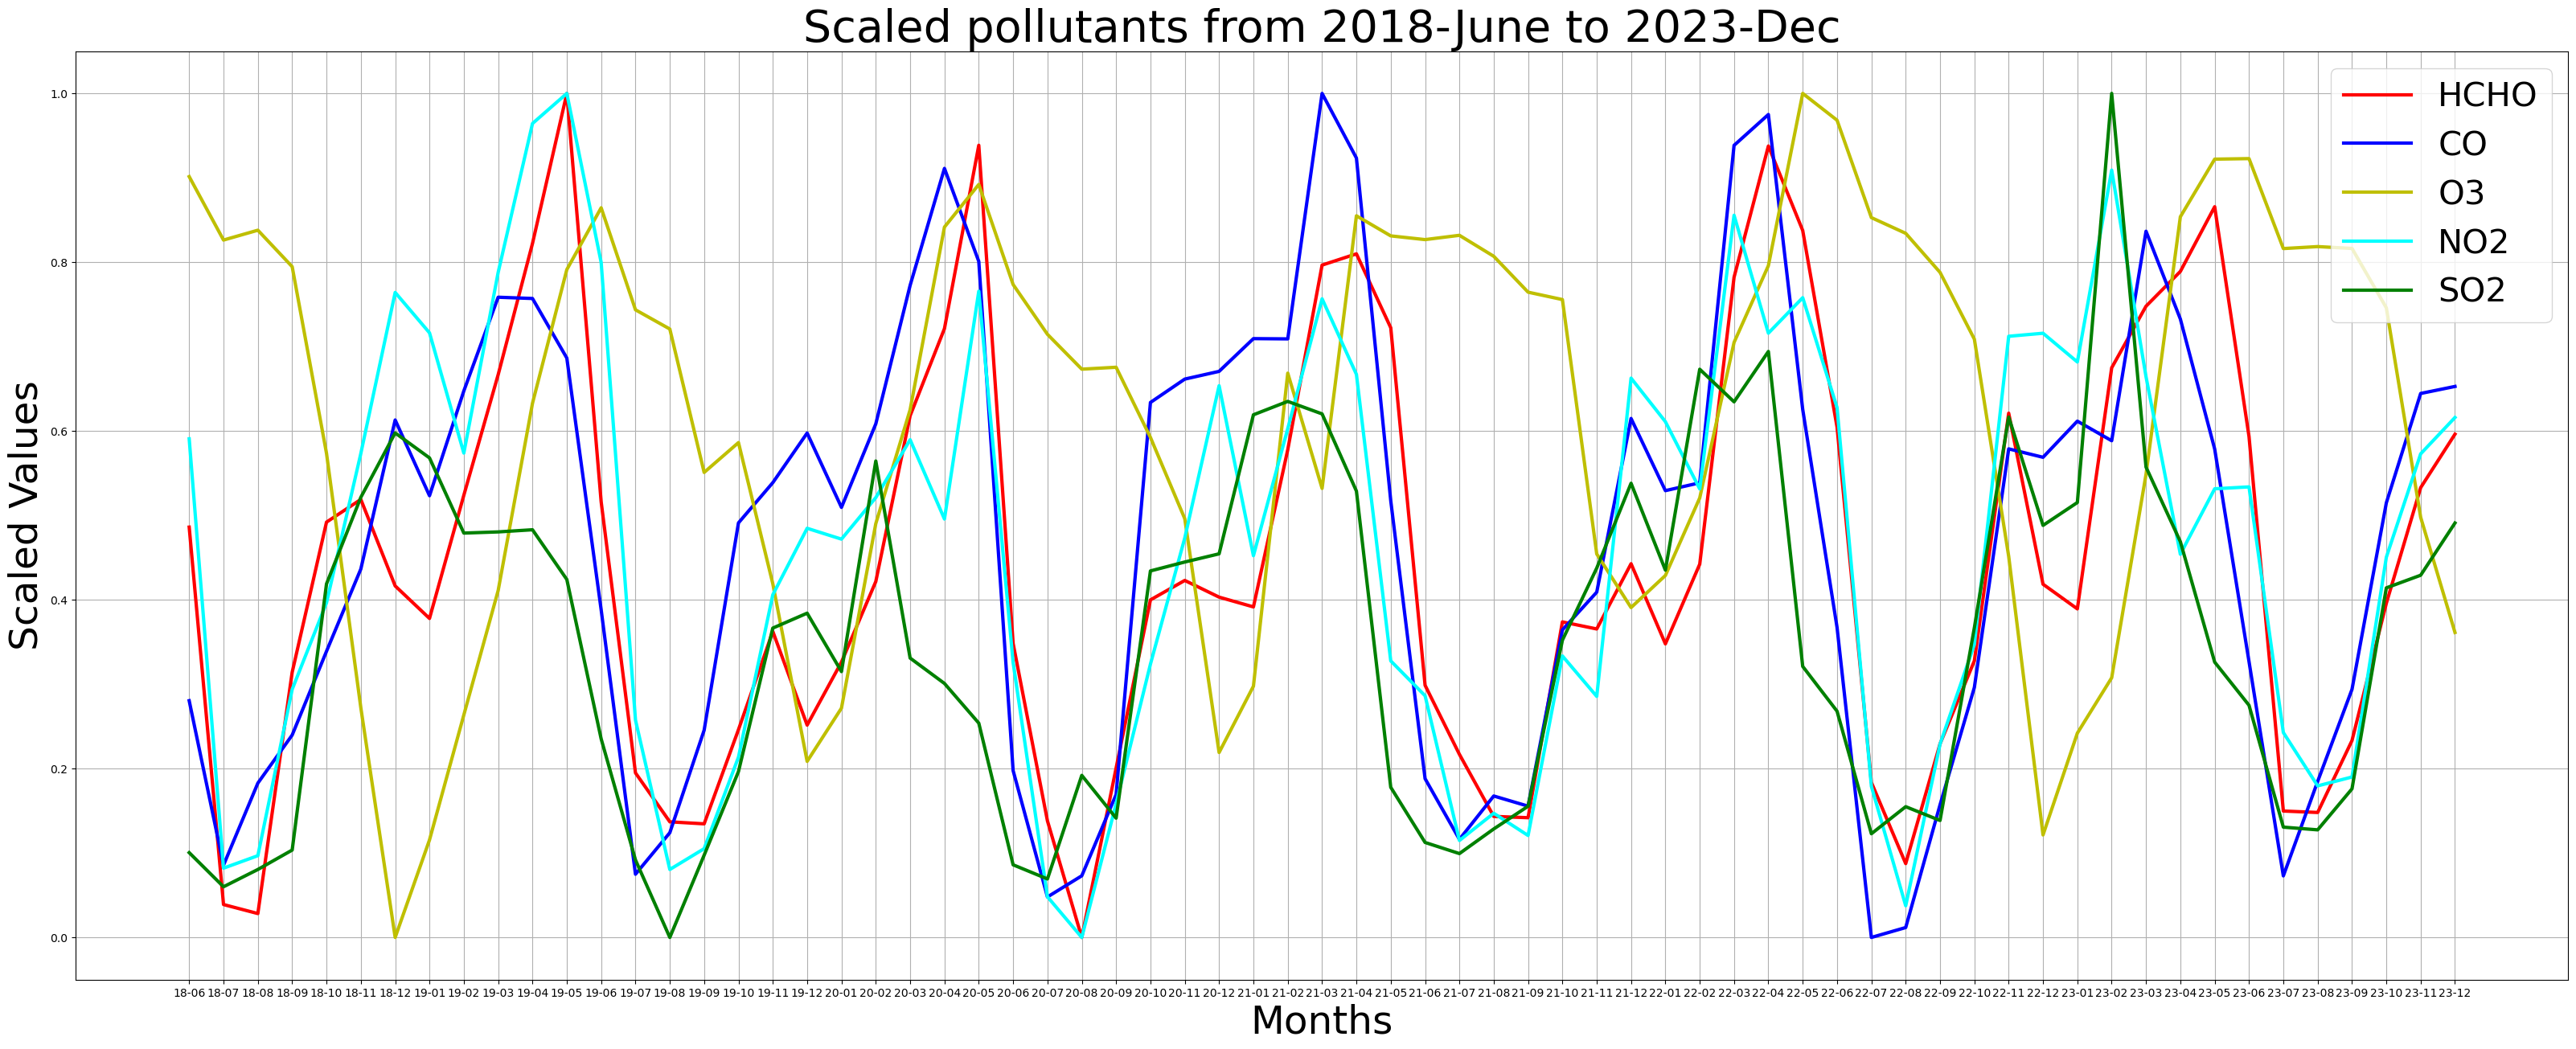 Scaled pollutants from 2018-June to 2023-Dec
HCHO
CO
O3
NO2
SO2
Scaled Values
1.0
0.8
0.6
0.4
0.2
0.0
18-06 18-07 18-08 18-09 18-10 18-11 18-12 19-01 19-02 19-03 19-04 19-05 19-06 19-07 19-08 19-09 19-10 19-11 19-12 20-01 20-02 20-03 20-04 20-05 20-06 20-07 20-08 20-09 20-10 20-11 20-12 21-01 21-02 21-03 21-04 21-05 21-06 21-07 21-08 21-09 21-10 21-11 21-12 22-01 22-02 22-03 22-04 22-05 22-06 22-07 22-08 22-09 22-10 22-11 22-12 23-01 23-02 23-03 23-04 23-05 23-06 23-07 23-08 23-09 23-10 23-11 23-12
Months